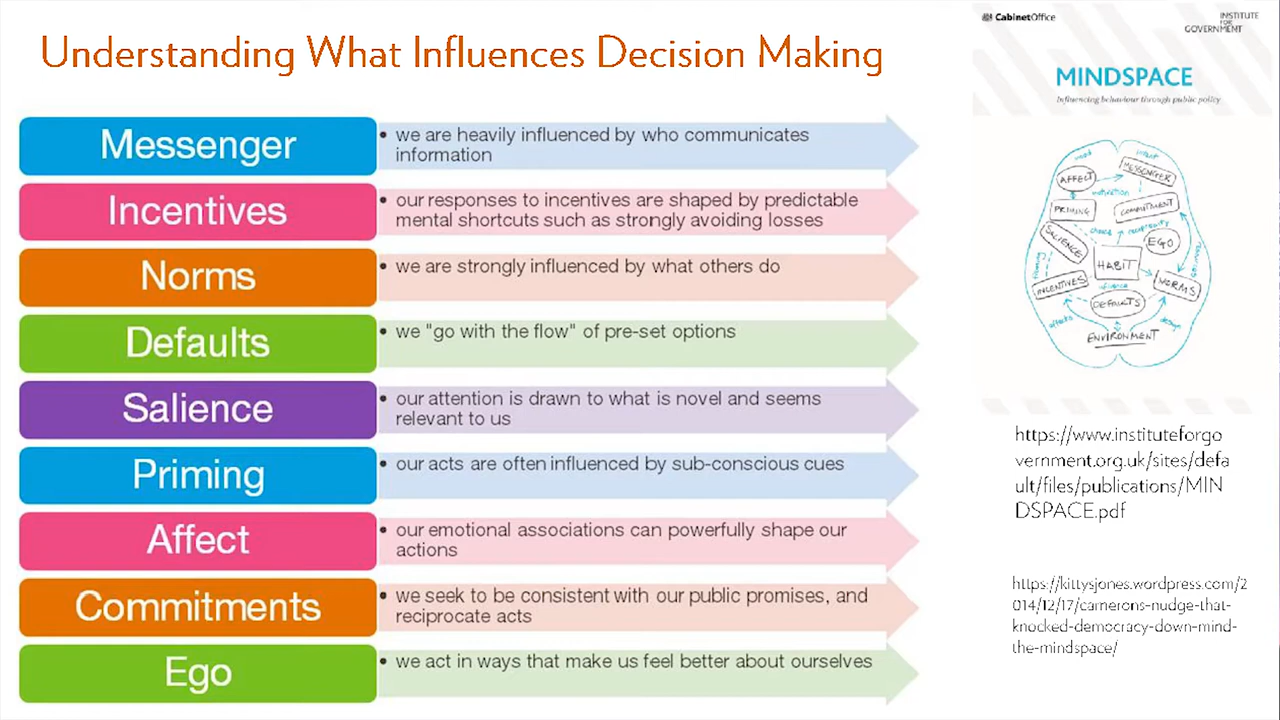 Understanding What Influences Decision Making
Messenger
• we are heavily influenced by who communicates
information
Incentives
• our responses to incentives are shaped by predictable
mental shortcuts such as strongly avoiding losses
Norms
• we are strongly influenced by what others do
Defaults
• we "go with the flow" of pre-set options
Salience
• our attention is drawn to what is novel and seems
relevant to us
Priming
• our acts are often influenced by sub-conscious cues
Affect
• our emotional associations can powerfully shape our
actions
Commitments
• we seek to be consistent with our public promises, and
reciprocate acts
Ego
• we act in ways that make us feel better about ourselves
CabinetOffice
INSTITUTE
FOR
GOVERNMENT
MINDSPACE
Influencing behaviour through public policy
AFFECT
MESSENGER
PRIMING
COMMITMENT
SALIENCE
EGO
HABIT
INCENTIVES
NORMS
DEFAULTS
ENVIRONMENT
https://www.instituteforgo
vernment.org.uk/sites/defa
ult/files/publications/MIN
DSPACE.pdf
https://kittysjones.wordpress.com/2
014/12/17/camerons-nudge-that-
knocked-democracy-down-mind-
the-mindspace/